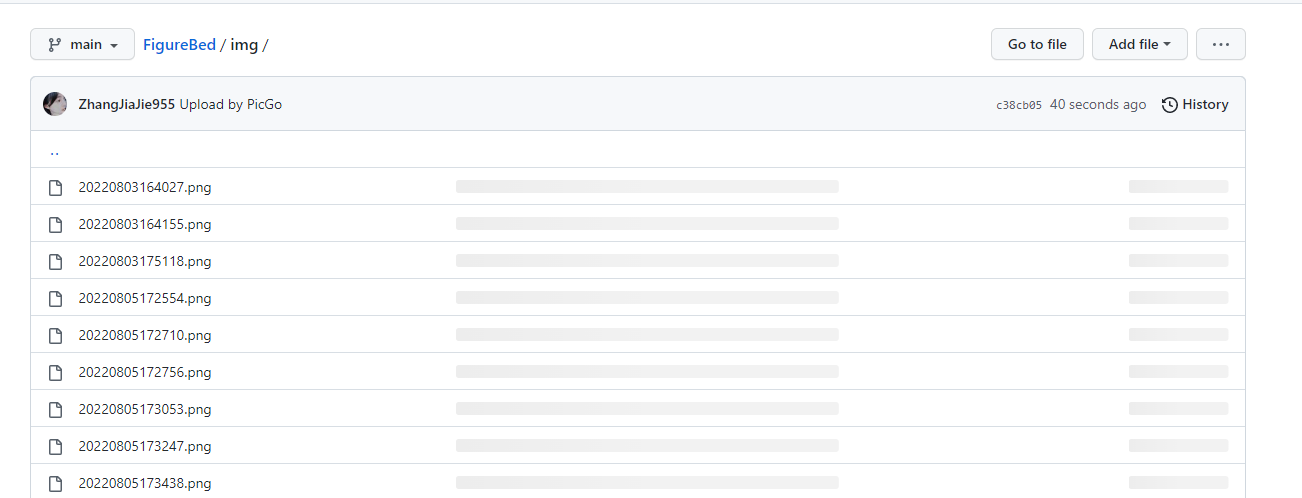 main FigureBed / img / Go to file Add file ...
ZhangJiaJie955 Upload by PicGo c38cb05 40 seconds ago History
..
20220803164027.png
20220803164155.png
20220803175118.png
20220805172554.png
20220805172710.png
20220805172756.png
20220805173053.png
20220805173247.png
20220805173438.png